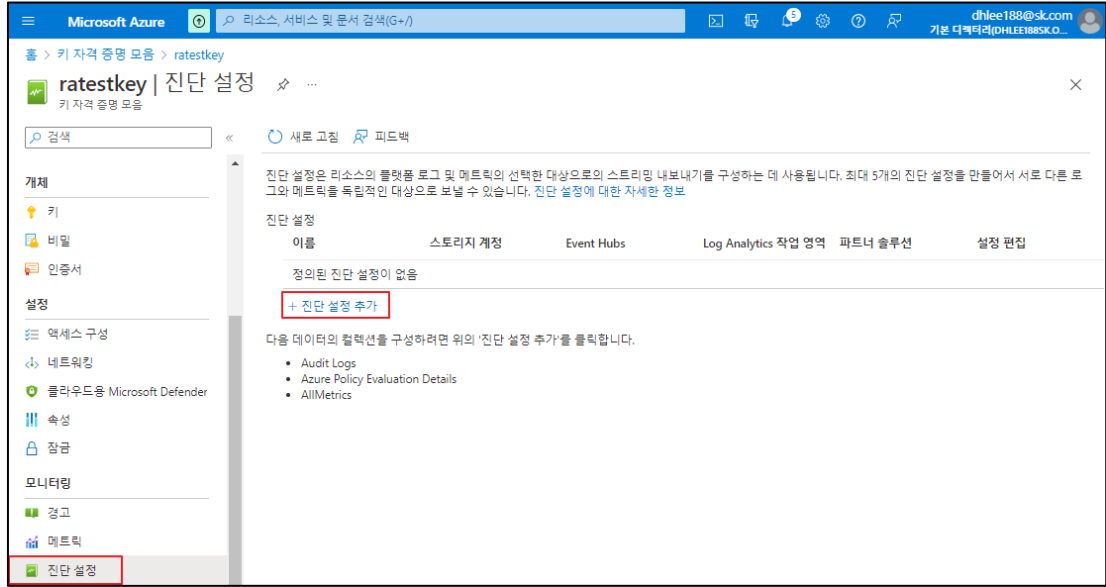 Microsoft Azure
리소스, 서비스 및 문서 검색(G+/)
5
dhlee188@sk.com
기본 디렉터리(DHLEE188SK.O...
홈 > 키 자격 증명 모음 > ratestkey
ratestkey | 진단 설정
키 자격 증명 모음
검색
개체
키
비밀
인증서
설정
액세스 구성
네트워킹
클라우드용 Microsoft Defender
속성
잠금
모니터링
경고
메트릭
진단 설정
새로 고침 피드백
진단 설정은 리소스의 플랫폼 로그 및 메트릭의 선택한 대상으로의 스트리밍 내보내기를 구성하는 데 사용됩니다. 최대 5개의 진단 설정을 만들어서 서로 다른 로
그와 메트릭을 독립적인 대상으로 보낼 수 있습니다. 진단 설정에 대한 자세한 정보
진단 설정
이름 스토리지 계정 Event Hubs Log Analytics 작업 영역 파트너 솔루션 설정 편집
정의된 진단 설정이 없음
+ 진단 설정 추가
다음 데이터의 컬렉션을 구성하려면 위의 '진단 설정 추가'를 클릭합니다.
• Audit Logs
• Azure Policy Evaluation Details
• AllMetrics